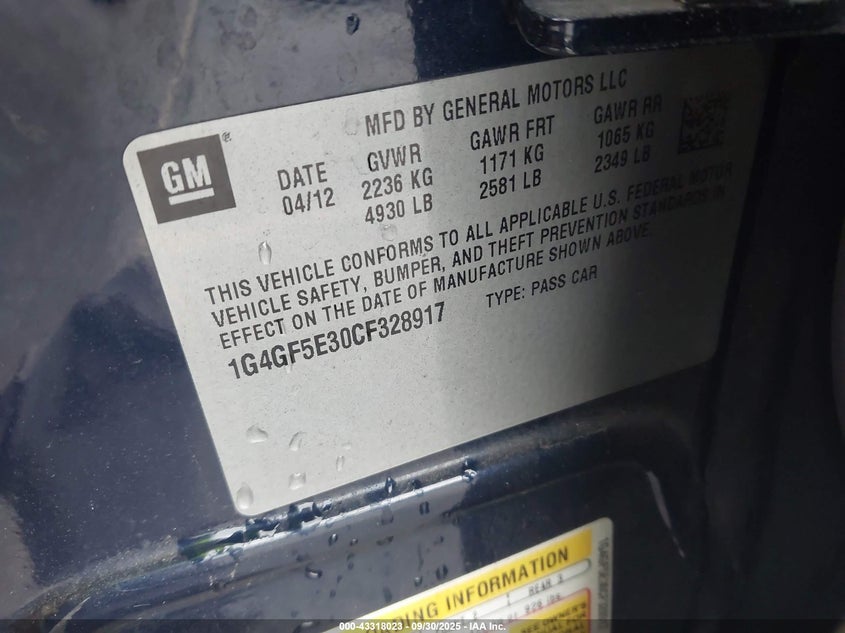 MFD BY GENERAL MOTORS LLC
GM
®
DATE GVWR GAWR FRT GAWR RR
04/12 2236 KG 1171 KG 1065 KG
4930 LB 2581 LB 2349 LB
THIS VEHICLE CONFORMS TO ALL APPLICABLE U.S. FEDERAL MOTOR
VEHICLE SAFETY, BUMPER, AND THEFT PREVENTION STANDARDS IN
EFFECT ON THE DATE OF MANUFACTURE SHOWN ABOVE.
1G4GF5E30CF328917 TYPE: PASS CAR
INFORMATION
REAR
SEE OWNER'S
000-43318023 — 09/30/2025 — IAA Inc.